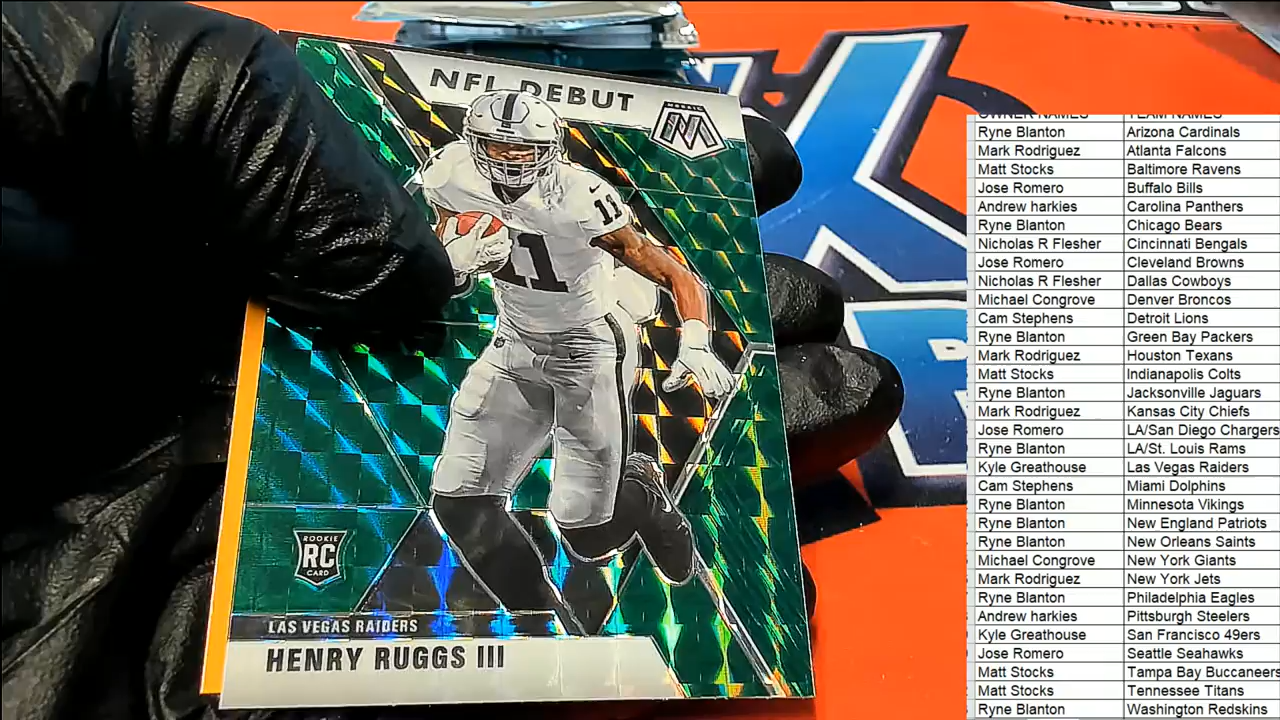 NFL DEBUT
MOSAIC
11
11
ROOKIE
RC
CARD
LAS VEGAS RAIDERS
HENRY RUGGS III
OWNER NAMES TEAM NAMES
Ryne Blanton Arizona Cardinals
Mark Rodriguez Atlanta Falcons
Matt Stocks Baltimore Ravens
Jose Romero Buffalo Bills
Andrew harkies Carolina Panthers
Ryne Blanton Chicago Bears
Nicholas R Flesher Cincinnati Bengals
Jose Romero Cleveland Browns
Nicholas R Flesher Dallas Cowboys
Michael Congrove Denver Broncos
Cam Stephens Detroit Lions
Ryne Blanton Green Bay Packers
Mark Rodriguez Houston Texans
Matt Stocks Indianapolis Colts
Ryne Blanton Jacksonville Jaguars
Mark Rodriguez Kansas City Chiefs
Jose Romero LA/San Diego Chargers
Ryne Blanton LA/St. Louis Rams
Kyle Greathouse Las Vegas Raiders
Cam Stephens Miami Dolphins
Ryne Blanton Minnesota Vikings
Ryne Blanton New England Patriots
Ryne Blanton New Orleans Saints
Michael Congrove New York Giants
Mark Rodriguez New York Jets
Ryne Blanton Philadelphia Eagles
Andrew harkies Pittsburgh Steelers
Kyle Greathouse San Francisco 49ers
Jose Romero Seattle Seahawks
Matt Stocks Tampa Bay Buccaneers
Matt Stocks Tennessee Titans
Ryne Blanton Washington Redskins